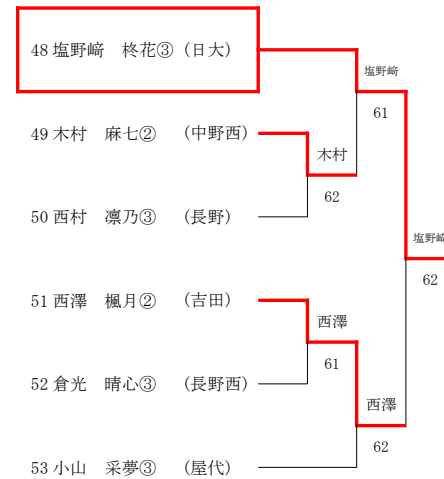 48 塩野﨑 柊花③ (日大)
塩野﨑
61
49 木村 麻七② (中野西)
木村
62
50 西村 凛乃③ (長野)
塩野﨑
62
51 西澤 楓月② (吉田)
西澤
61
52 倉光 晴心③ (長野西)
西澤
62
53 小山 采夢③ (屋代)